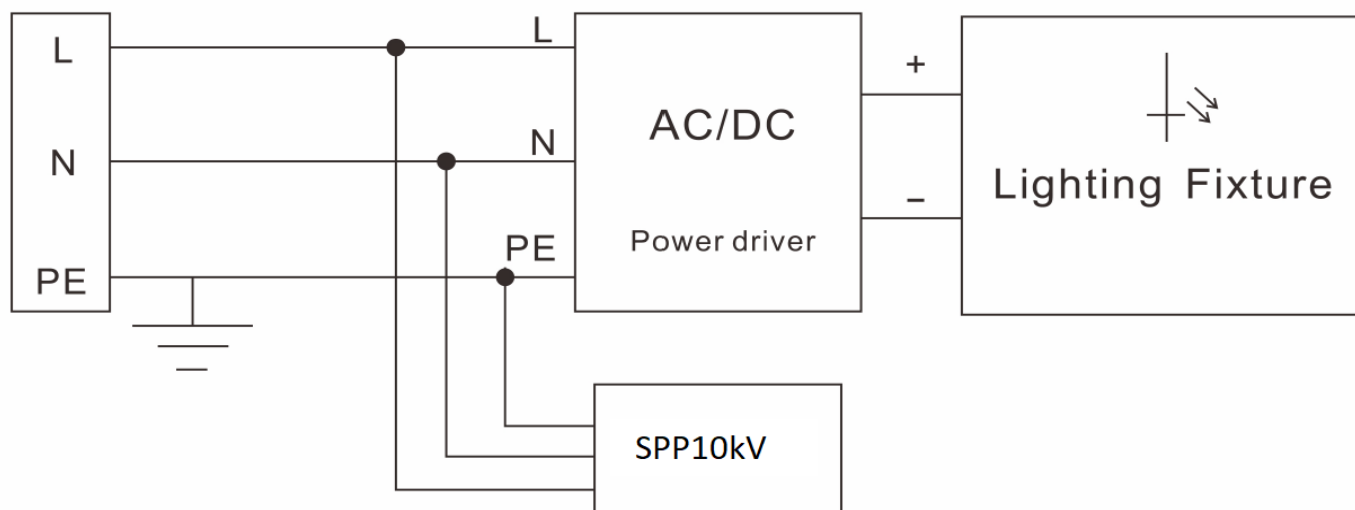 L
L
+
AC/DC
N
N
Lighting Fixture
−
Power driver
PE
PE
SPP10kV